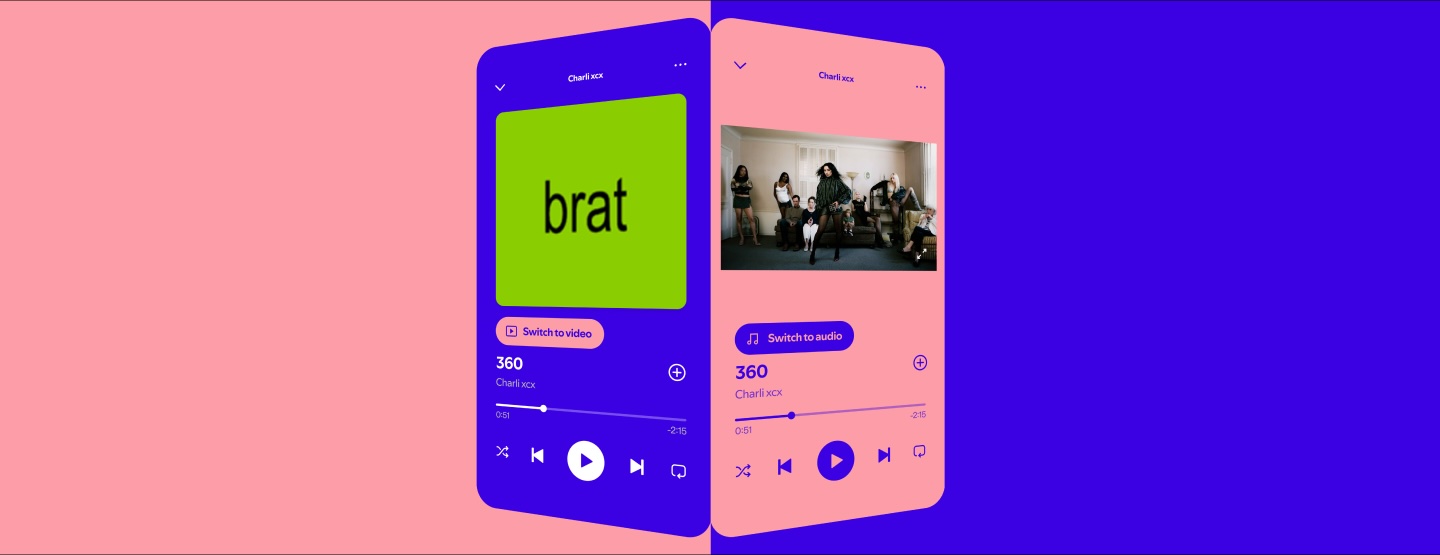 Charli xcx
brat
Switch to video
360
Charli xcx
0:51
-2:15
Charli xcx
Switch to audio
360
Charli xcx
0:51
-2:15